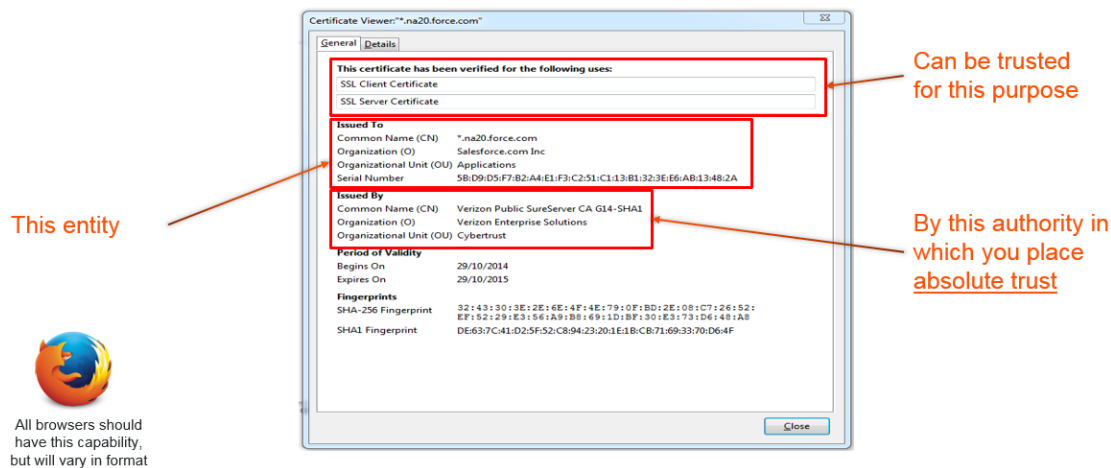 Certificate Viewer:"*.na20.force.com"
General Details
This certificate has been verified for the following uses:
SSL Client Certificate
SSL Server Certificate
Issued To
Common Name (CN) *.na20.force.com
Organization (O) Salesforce.com Inc
Organizational Unit (OU) Applications
Serial Number 5B:D9:D5:F7:B2:A4:E1:F3:C2:51:C1:13:B1:32:3E:E6:AB:13:48:2A
Issued By
Common Name (CN) Verizon Public SureServer CA G14-SHA1
Organization (O) Verizon Enterprise Solutions
Organizational Unit (OU) Cybertrust
Period of Validity
Begins On 29/10/2014
Expires On 29/10/2015
Fingerprints
SHA-256 Fingerprint 32:43:30:3E:2E:6E:4F:4E:79:0F:BD:2E:08:C7:26:52:
EF:52:29:E3:56:A9:B8:69:1D:BF:30:E3:73:D6:48:A8
SHA1 Fingerprint DE:63:7C:41:D2:5F:52:C8:94:23:20:1E:1B:CB:71:69:33:70:D6:4F
Close
Can be trusted
for this purpose
This entity
By this authority in
which you place
absolute trust
All browsers should
have this capability,
but will vary in format